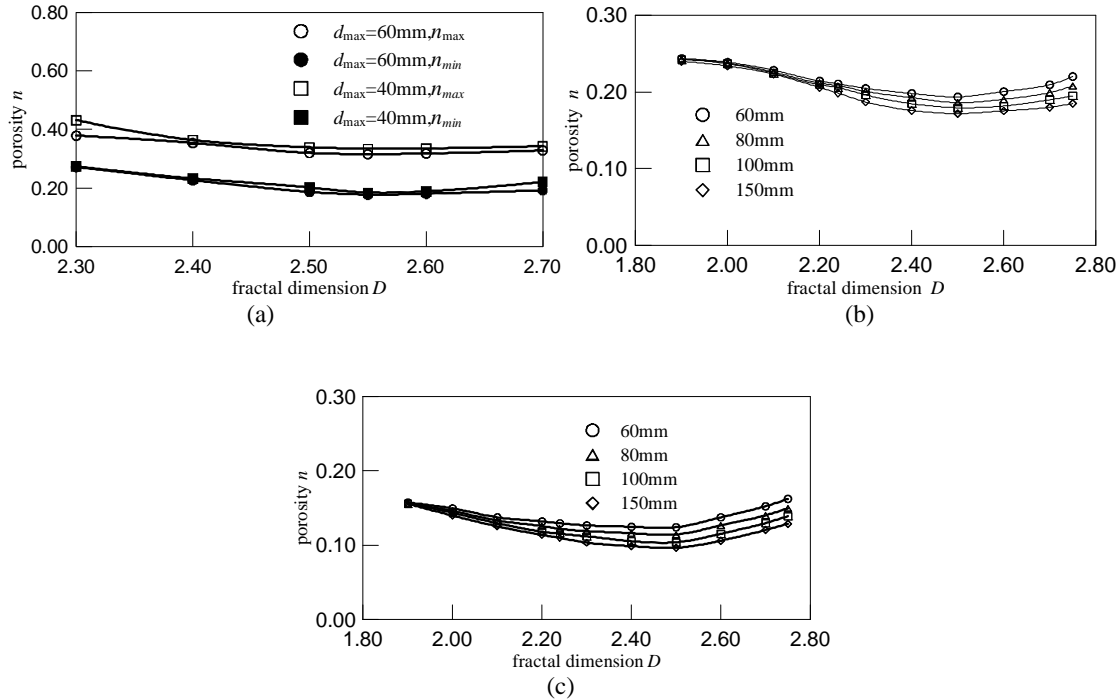 0.80
0.60
0.40
0.20
0.00
porosity n
2.30 2.40 2.50 2.60 2.70
fractal dimension D
dmax=60mm,nmax
dmax=60mm,nmin
dmax=40mm,nmax
dmax=40mm,nmin
(a)
0.30
0.20
0.10
0.00
porosity n
60mm
80mm
100mm
150mm
1.80 2.00 2.20 2.40 2.60 2.80
fractal dimension D
(b)
0.30
0.20
0.10
0.00
porosity n
60mm
80mm
100mm
150mm
1.80 2.00 2.20 2.40 2.60 2.80
fractal dimension D
(c)